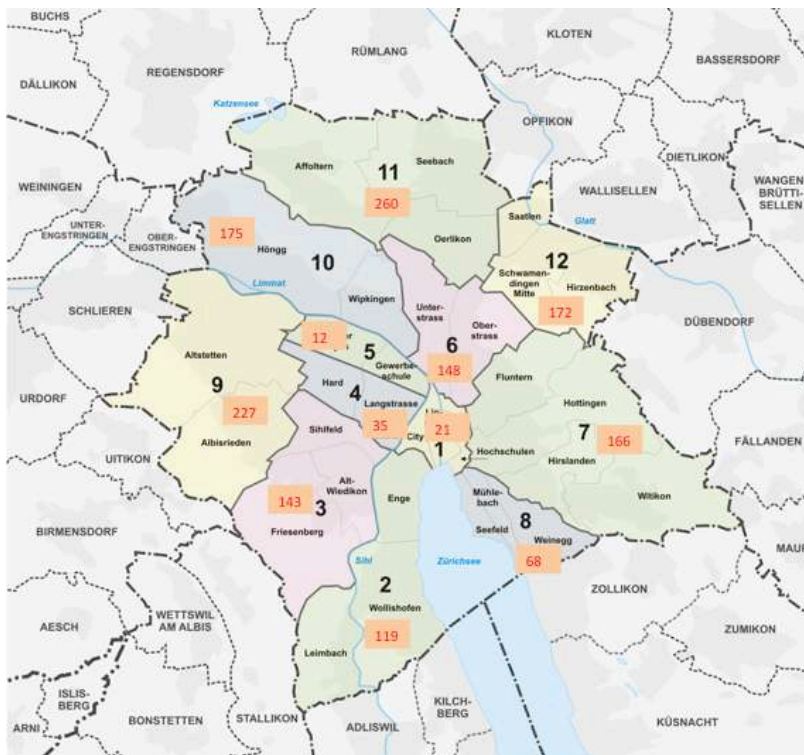 BUCHS
RÜMLANG
KLOTEN
BASSERSDORF
REGENSDORF
DÄLLIKON
Katzensee
OPFIKON
Seebach
Affoltern
11
DIETLIKON
WEININGEN
WALLISELLEN
WANGEN
BRÜTTI-
SELLEN
260
Saatlen
Glatt
UNTER-
ENGSTRINGEN
OBER-
ENGSTRINGEN
175
Höngg
Oerlikon
10
12
Schwamen-
dingen
Mitte
Hirzenbach
Limmat
Wipkingen
Unter-
strass
172
SCHLIEREN
Ober-
strass
DÜBENDORF
12
5
6
Altstetten
Gewerbe-
schule
148
Fluntern
9
Hard
4
Langstrasse
Hottingen
URDORF
227
Sihlfeld
35
21
City
1
7
166
Albisrieden
Hochschulen
Hirslanden
FÄLLANDEN
UITIKON
Alt-
Wiedikon
Witikon
143
3
Enge
Mühle-
bach
8
Friesenberg
Seefeld
Weinegg
BIRMENSDORF
Sihl
Zürichsee
68
MAUR
ZOLLIKON
2
WETTSWIL
AM ALBIS
Wollishofen
AESCH
119
ZUMIKON
Leimbach
ISLIS-
BERG
KILCH-
BERG
ARNI
BONSTETTEN
STALLIKON
ADLISWIL
KÜSNACHT